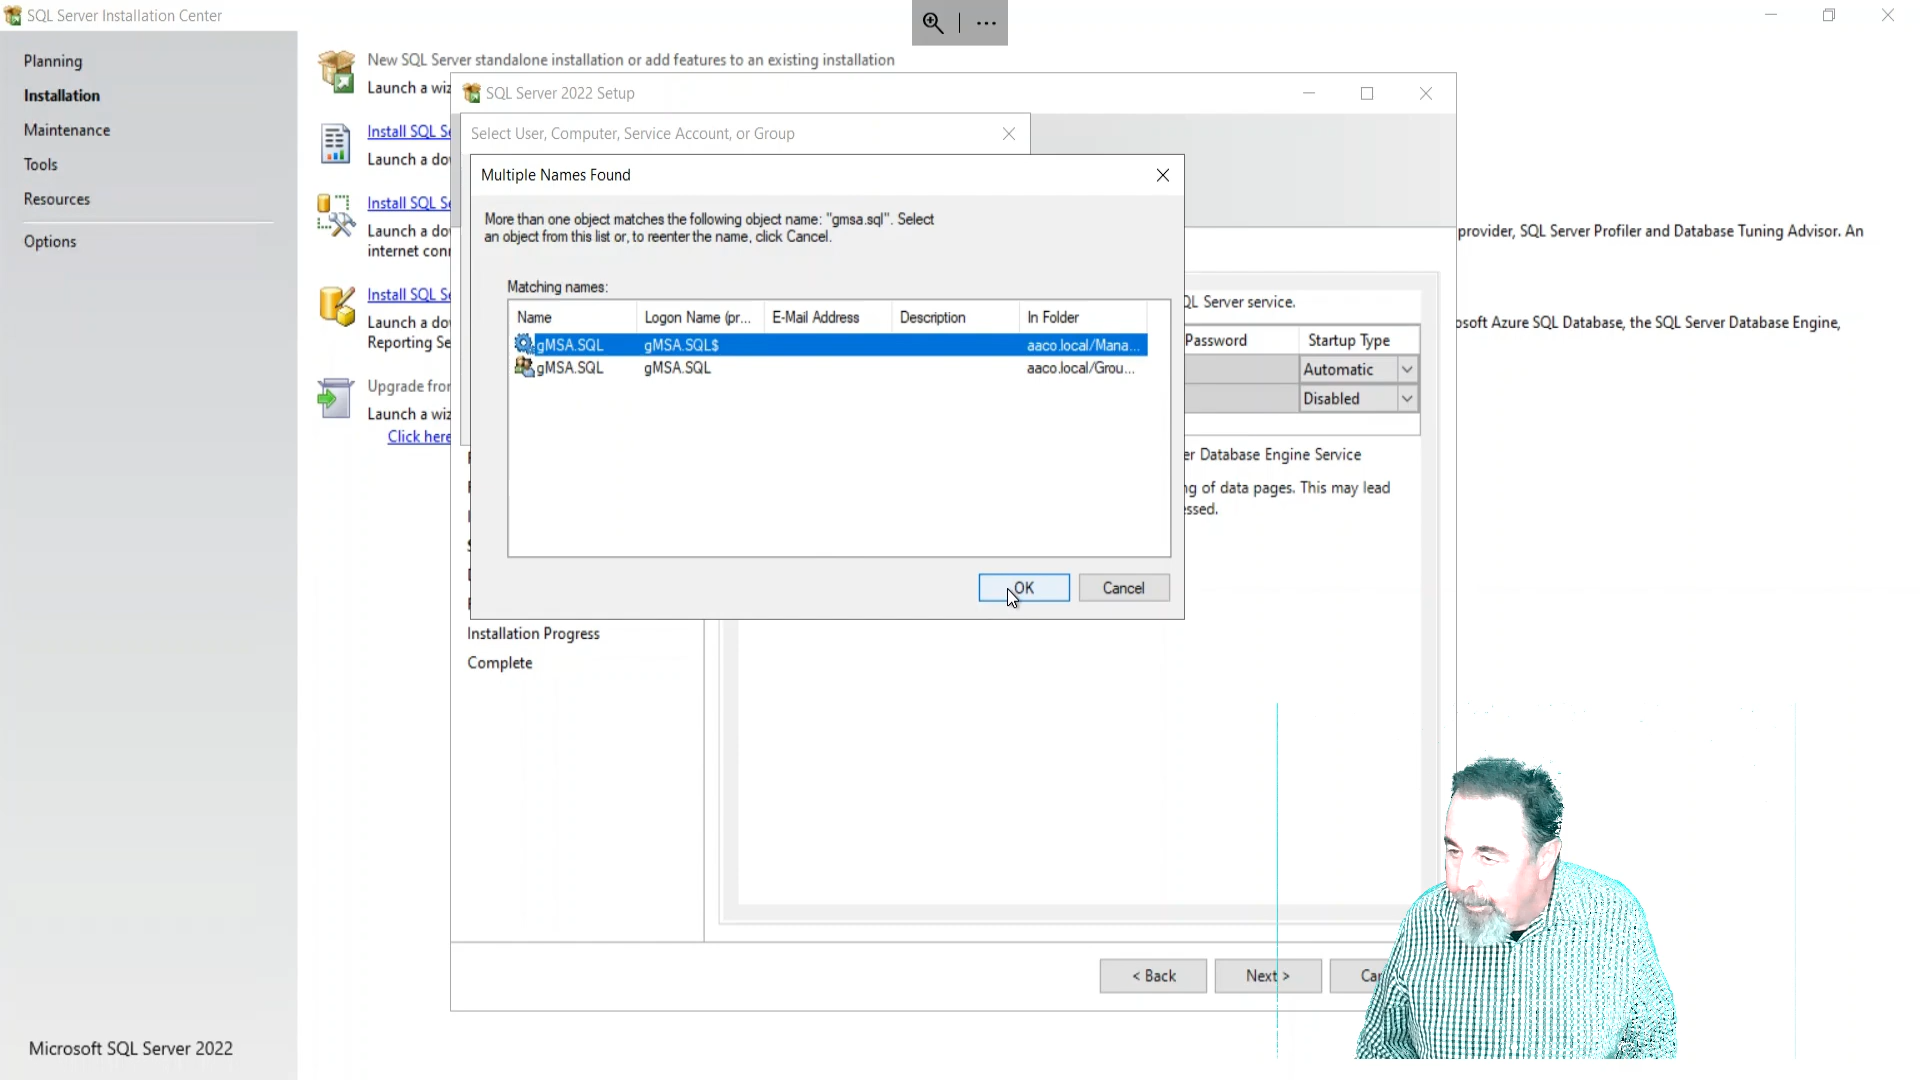 SQL Server Installation Center
Planning
Installation
Maintenance
Tools
Resources
Options
Microsoft SQL Server 2022
New SQL Server standalone installation or add features to an existing installation
Launch a wiz
Install SQL Se
Launch a do
Install SQL Se
Launch a do
internet conn
provider, SQL Server Profiler and Database Tuning Advisor. An
Install SQL Se
Launch a do
Reporting Se
osoft Azure SQL Database, the SQL Server Database Engine,
Upgrade from
Launch a wiz
Click here
SQL Server 2022 Setup
Select User, Computer, Service Account, or Group
Multiple Names Found
More than one object matches the following object name: "gmsa.sql". Select
an object from this list or, to reenter the name, click Cancel.
Matching names:
Name Logon Name (pr... E-Mail Address Description In Folder
gMSA.SQL gMSA.SQL$ aaco.local/Mana...
gMSA.SQL gMSA.SQL aaco.local/Grou...
OK Cancel
QL Server service.
Password Startup Type
Automatic
Disabled
er Database Engine Service
ng of data pages. This may lead
essed.
Installation Progress
Complete
< Back Next > Can